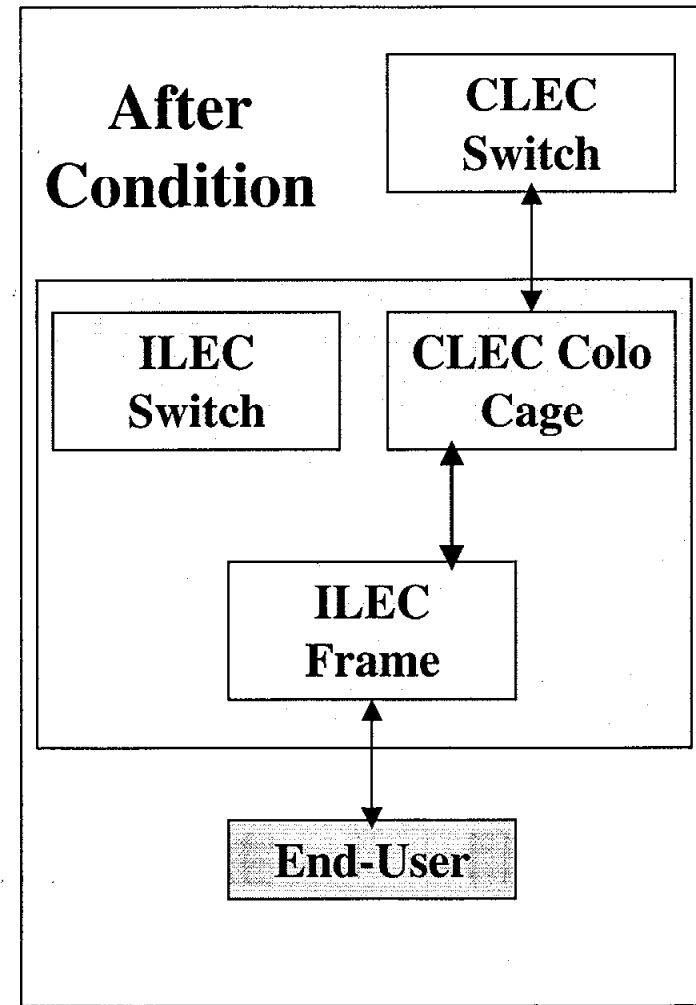 After
Condition
CLEC
Switch
ILEC
Switch
CLEC Colo
Cage
ILEC
Frame
End-User